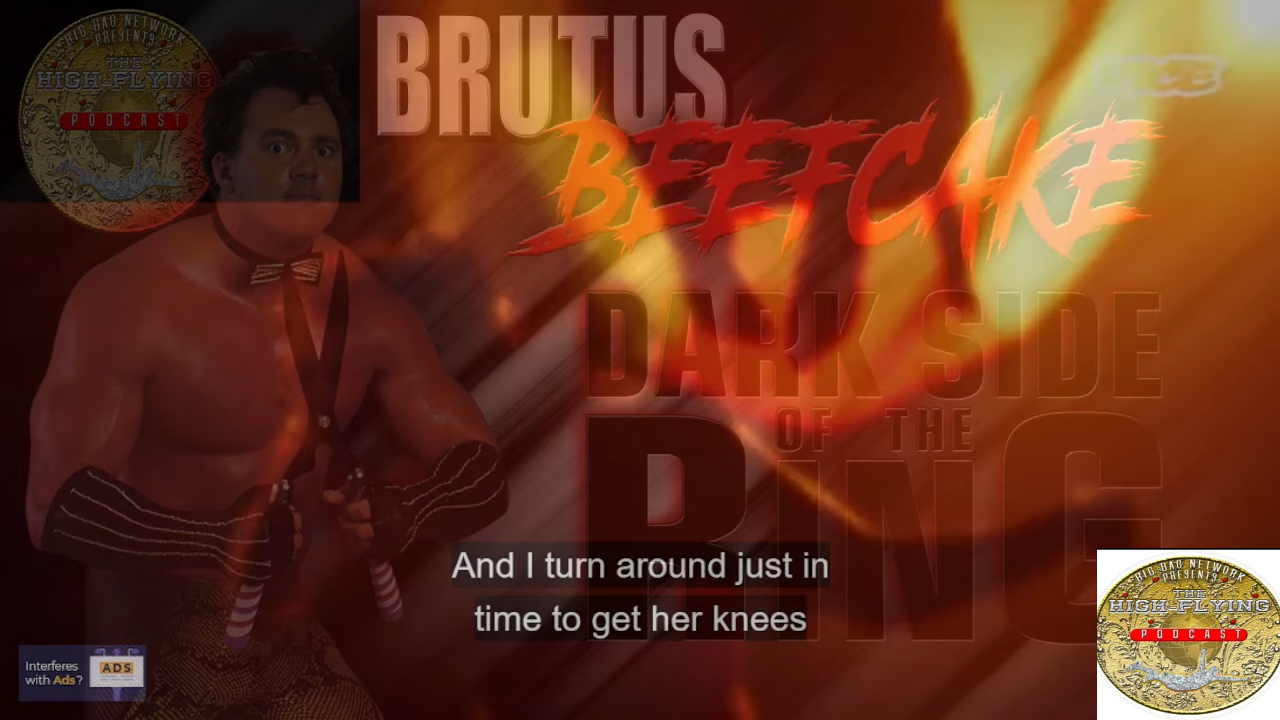 BIG BAD NETWORK
PRESENTS
THE
HIGH-FLYING
PODCAST
BRUTUS
BEEFCAKE
VICE
DARK SIDE
OF THE
RING
And I turn around just in
time to get her knees
Interferes
with Ads?
ADS
BIG BAD NETWORK
PRESENTS
THE
HIGH-FLYING
PODCAST